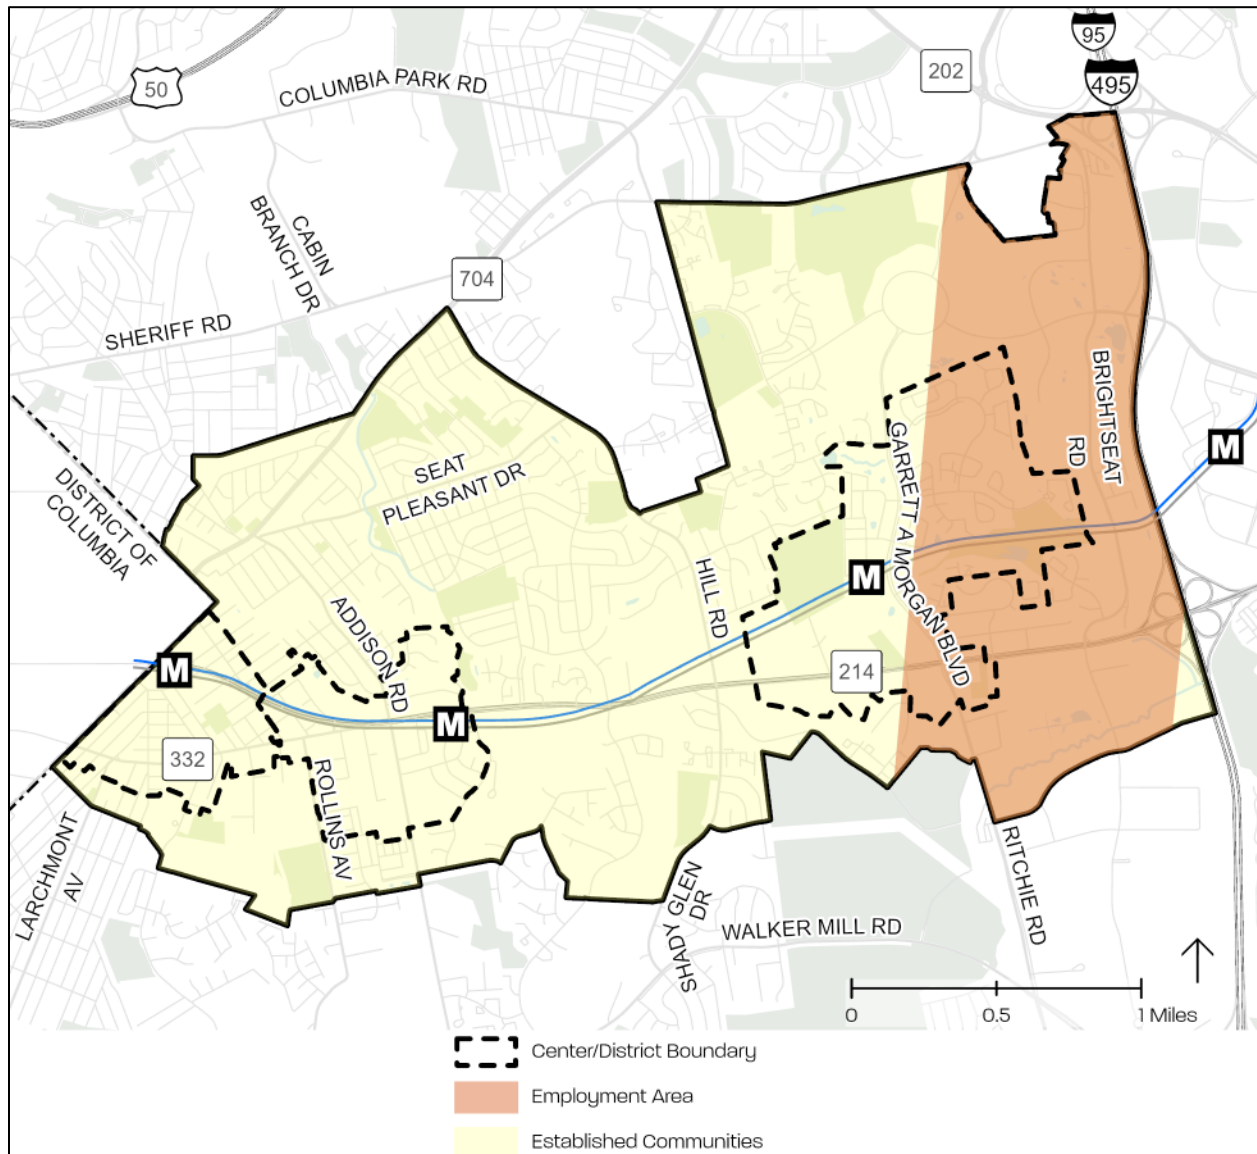 95
495
50
202
COLUMBIA PARK RD
CABIN
BRANCH DR
704
SHERIFF RD
BRIGHTSEAT
RD
M
GARRETT A MORGAN BLVD
SEAT
PLEASANT DR
DISTRICT OF
COLUMBIA
M
HILL RD
ADDISON RD
M
214
M
332
ROLLINS AV
LARCHMONT
AV
RITCHIE RD
SHADY GLEN
DR
WALKER MILL RD
0
0.5
1 Miles
Center/District Boundary
Employment Area
Established Communities